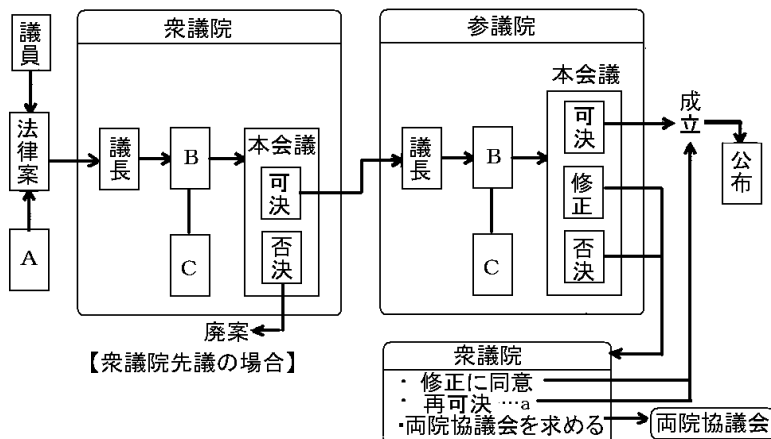 議員
法律案
A
衆議院
議長
B
C
本会議
可決
否決
廃案
【衆議院先議の場合】
参議院
議長
B
C
本会議
可決
修正
否決
成立
公布
衆議院
・修正に同意
・再可決…a
・両院協議会を求める
両院協議会